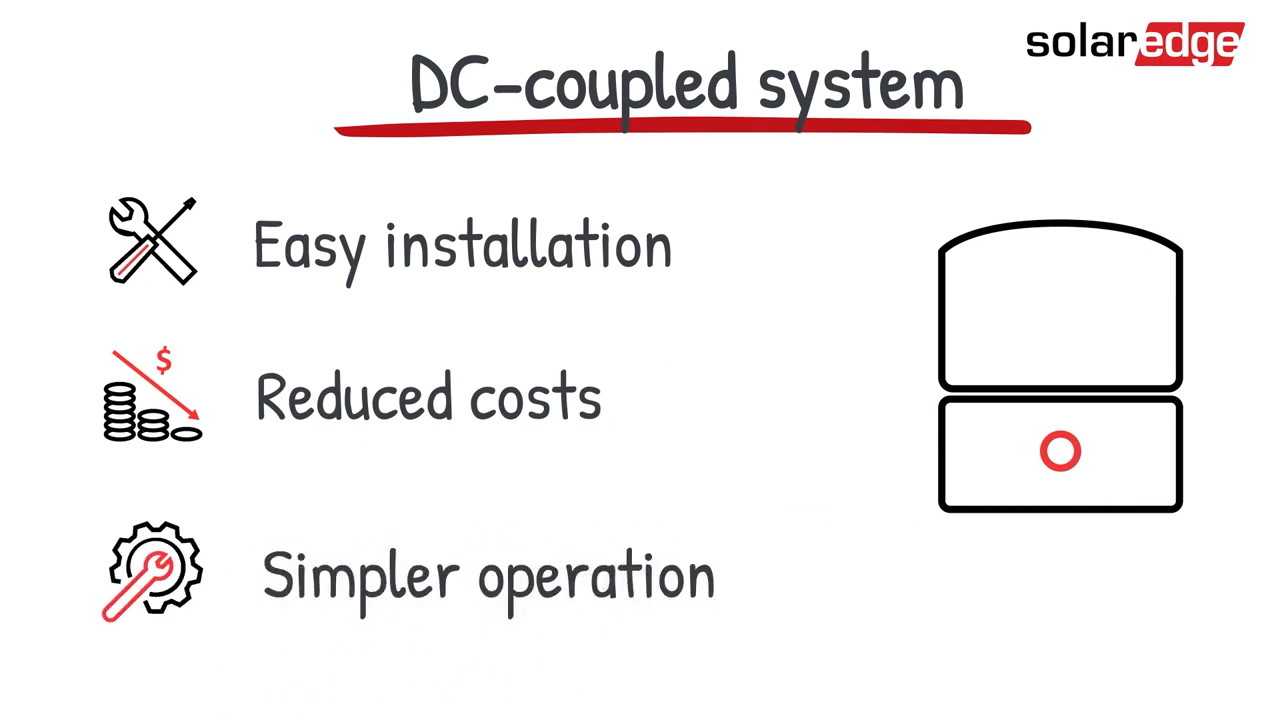 solaredge
DC-coupled system
Easy installation
$
Reduced costs
Simpler operation